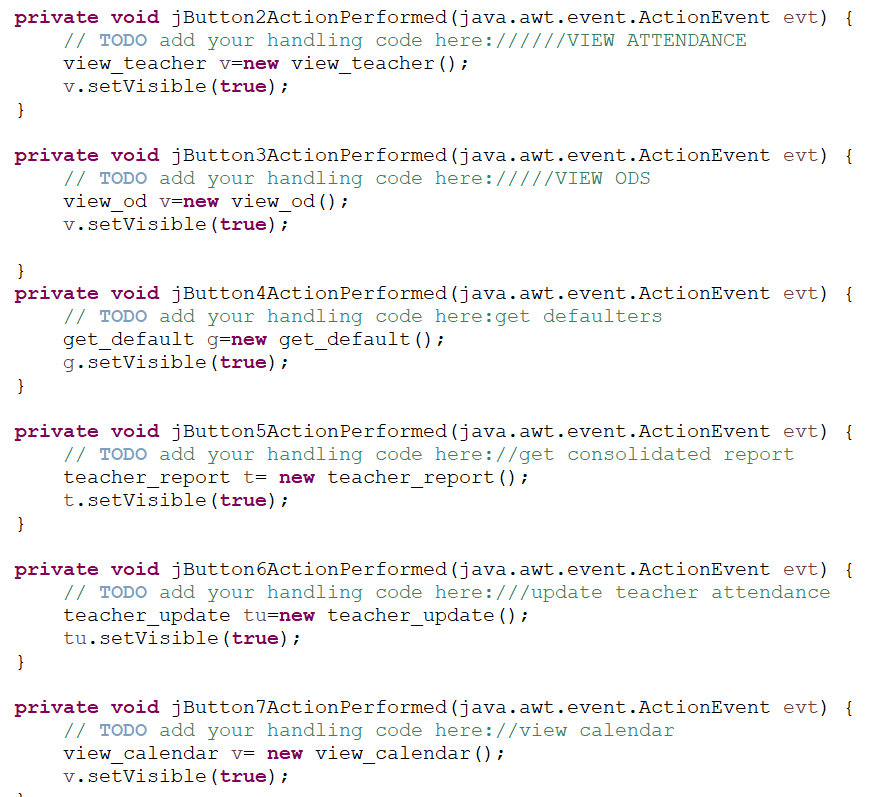 private void jButton2ActionPerformed(java.awt.event.ActionEvent evt) {
    // TODO add your handling code here://////VIEW ATTENDANCE
    view_teacher v=new view_teacher();
    v.setVisible(true);
}

private void jButton3ActionPerformed(java.awt.event.ActionEvent evt) {
    // TODO add your handling code here://///VIEW ODS
    view_od v=new view_od();
    v.setVisible(true);

}
private void jButton4ActionPerformed(java.awt.event.ActionEvent evt) {
    // TODO add your handling code here:get defaulters
    get_default g=new get_default();
    g.setVisible(true);
}

private void jButton5ActionPerformed(java.awt.event.ActionEvent evt) {
    // TODO add your handling code here://get consolidated report
    teacher_report t= new teacher_report();
    t.setVisible(true);
}

private void jButton6ActionPerformed(java.awt.event.ActionEvent evt) {
    // TODO add your handling code here:///update teacher attendance
    teacher_update tu=new teacher_update();
    tu.setVisible(true);
}

private void jButton7ActionPerformed(java.awt.event.ActionEvent evt) {
    // TODO add your handling code here://view calendar
    view_calendar v= new view_calendar();
    v.setVisible(true);